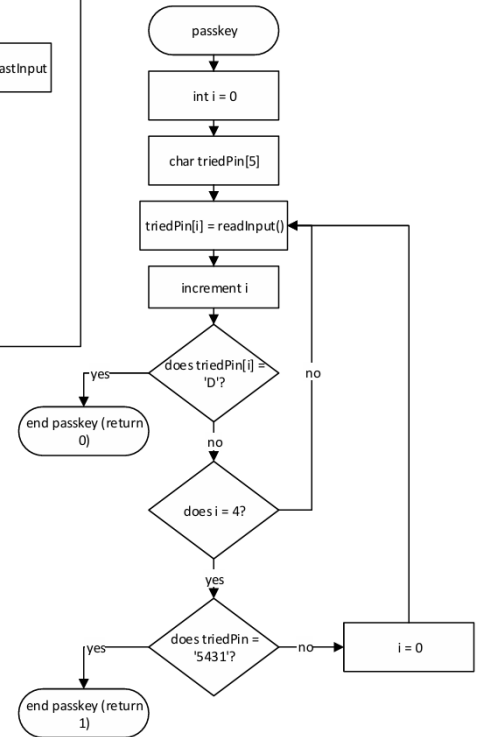 passkey
astInput
int i = 0
char triedPin[5]
triedPin[i] = readInput()
increment i
does triedPin[i] =
'D'?
yes
no
end passkey (return
0)
no
does i = 4?
yes
does triedPin =
'5431'?
yes
no
i = 0
end passkey (return
1)